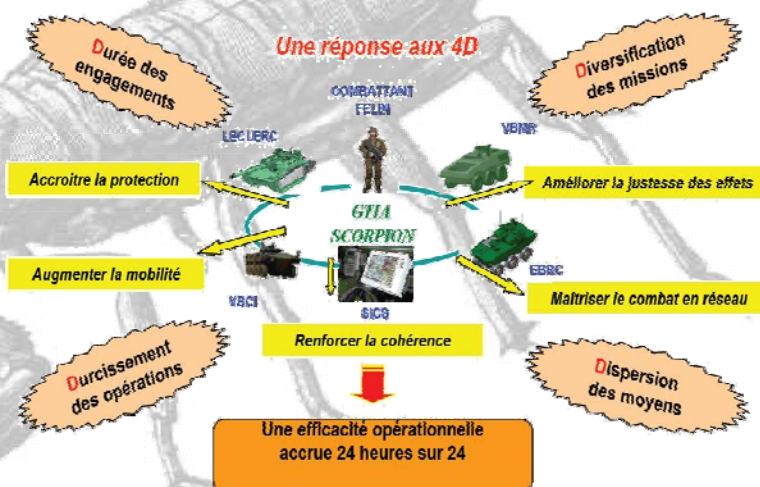 Une réponse aux 4D
Durée des
engagements
Diversification
des missions
COMBATTANT
FELIN
LECLERC
VBMR
Accroitre la protection
Améliorer la justesse des effets
GTIA
SCORPION
Augmenter la mobilité
EBRC
Maîtriser le combat en réseau
VBCI
SICS
Renforcer la cohérence
Durcissement
des opérations
Dispersion
des moyens
Une efficacité opérationnelle
accrue 24 heures sur 24